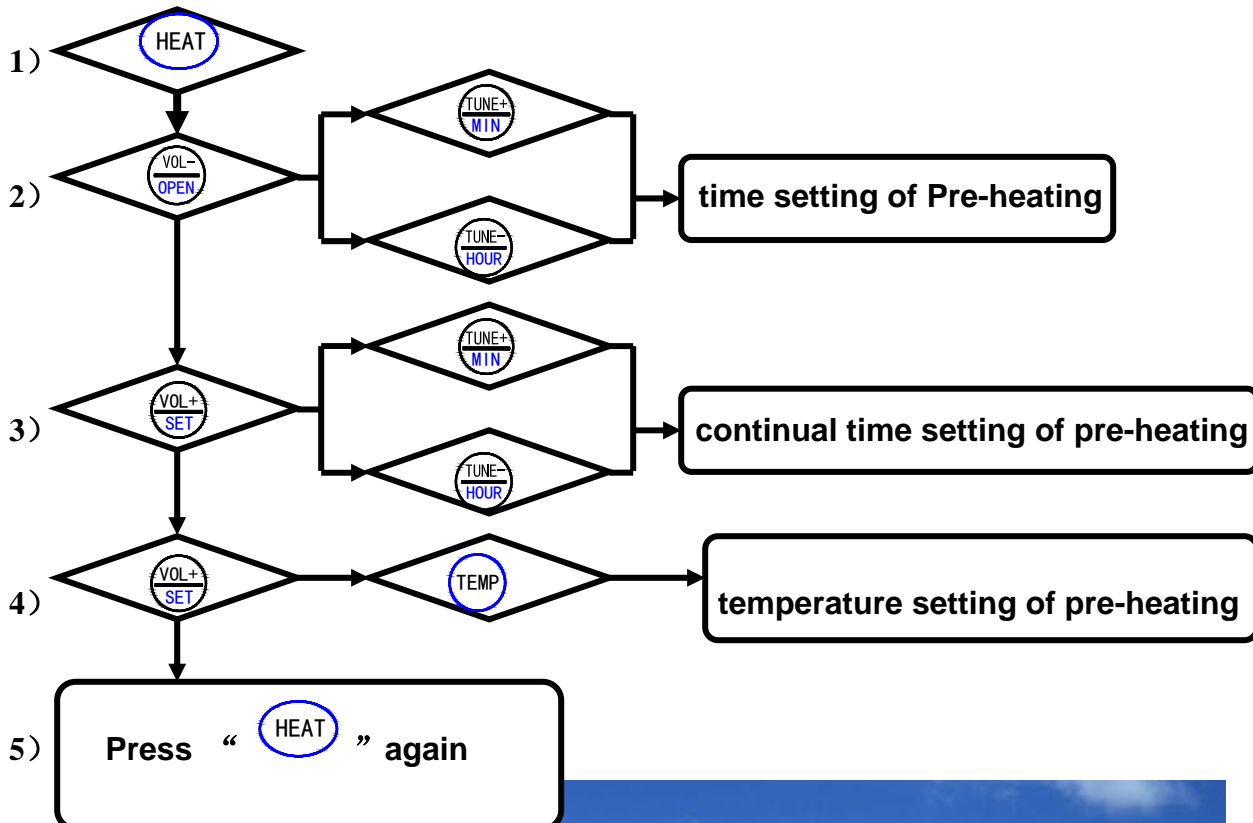 1) HEAT
TUNE+
MIN
2) VOL-
OPEN
time setting of Pre-heating
TUNE-
HOUR
TUNE+
MIN
3) VOL+
SET
continual time setting of pre-heating
TUNE-
HOUR
4) VOL+
SET
TEMP
temperature setting of pre-heating
5) Press “ HEAT ” again